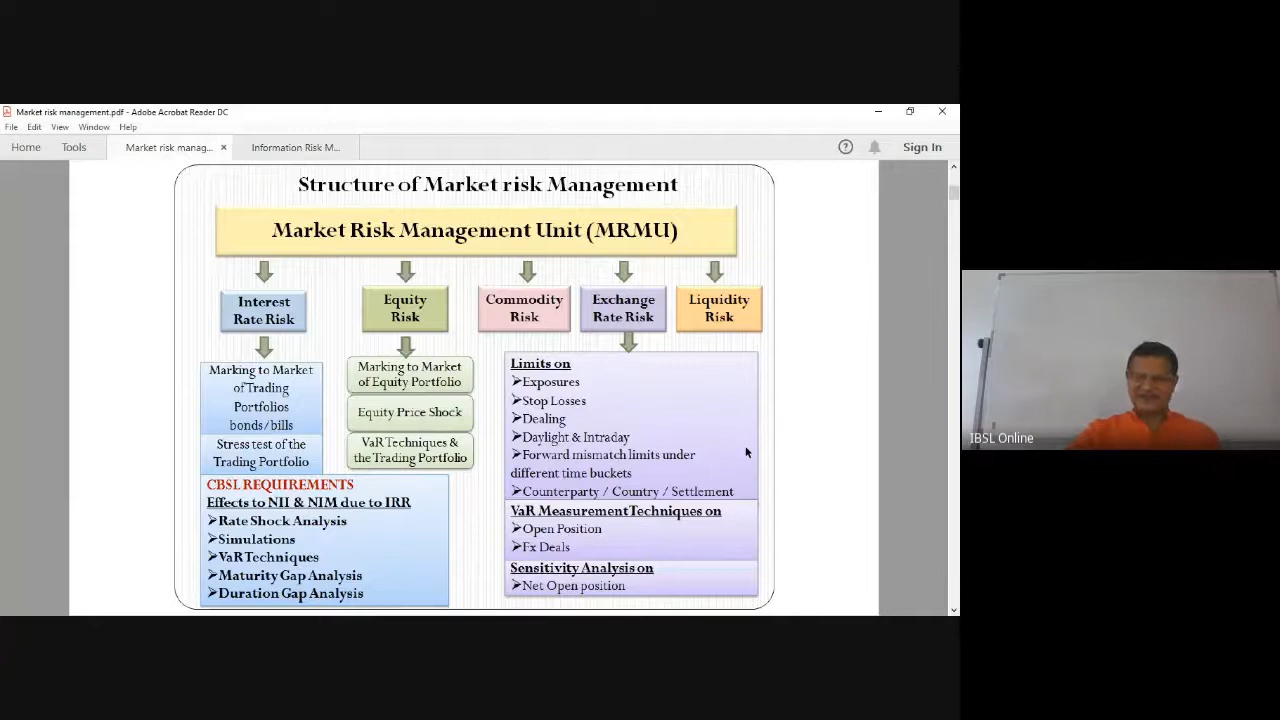 Market risk management.pdf - Adobe Acrobat Reader DC
File Edit View Window Help
Home Tools Market risk manag... × Information Risk M... Sign In
Structure of Market risk Management
Market Risk Management Unit (MRMU)
Interest
Rate Risk
Equity
Risk
Commodity
Risk
Exchange
Rate Risk
Liquidity
Risk
Marking to Market
of Trading
Portfolios
bonds/bills
Stress test of the
Trading Portfolio
Marking to Market
of Equity Portfolio
Equity Price Shock
VaR Techniques &
the Trading Portfolio
CBSL REQUIREMENTS
Effects to NII & NIM due to IRR
➢Rate Shock Analysis
➢Simulations
➢VaR Techniques
➢Maturity Gap Analysis
➢Duration Gap Analysis
Limits on
➢Exposures
➢Stop Losses
➢Dealing
➢Daylight & Intraday
➢Forward mismatch limits under
different time buckets
➢Counterparty / Country / Settlement
VaR Measurement Techniques on
➢Open Position
➢Fx Deals
Sensitivity Analysis on
➢Net Open position
IBSL Online